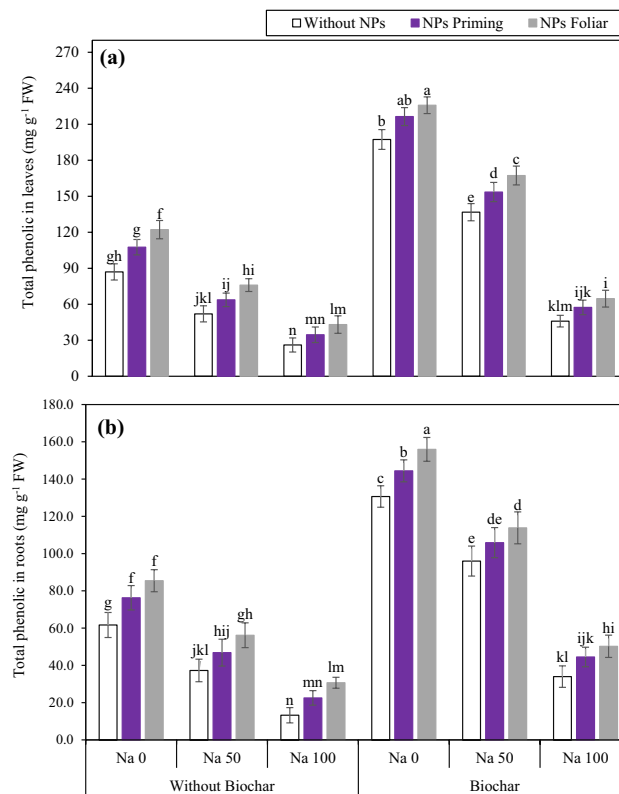 Without NPs NPs Priming NPs Foliar
(a)
Total phenolic in leaves (mg g-1 FW)
270
240
210
180
150
120
90
60
30
0
gh g f jkl ij hi n mn lm b ab a e d c klm ijk i
(b)
Total phenolic in roots (mg g-1 FW)
180.0
160.0
140.0
120.0
100.0
80.0
60.0
40.0
20.0
0.0
g f f jkl hij gh n mn lm c b a e de d kl ijk hi
Na 0 Na 50 Na 100 Na 0 Na 50 Na 100
Without Biochar Biochar